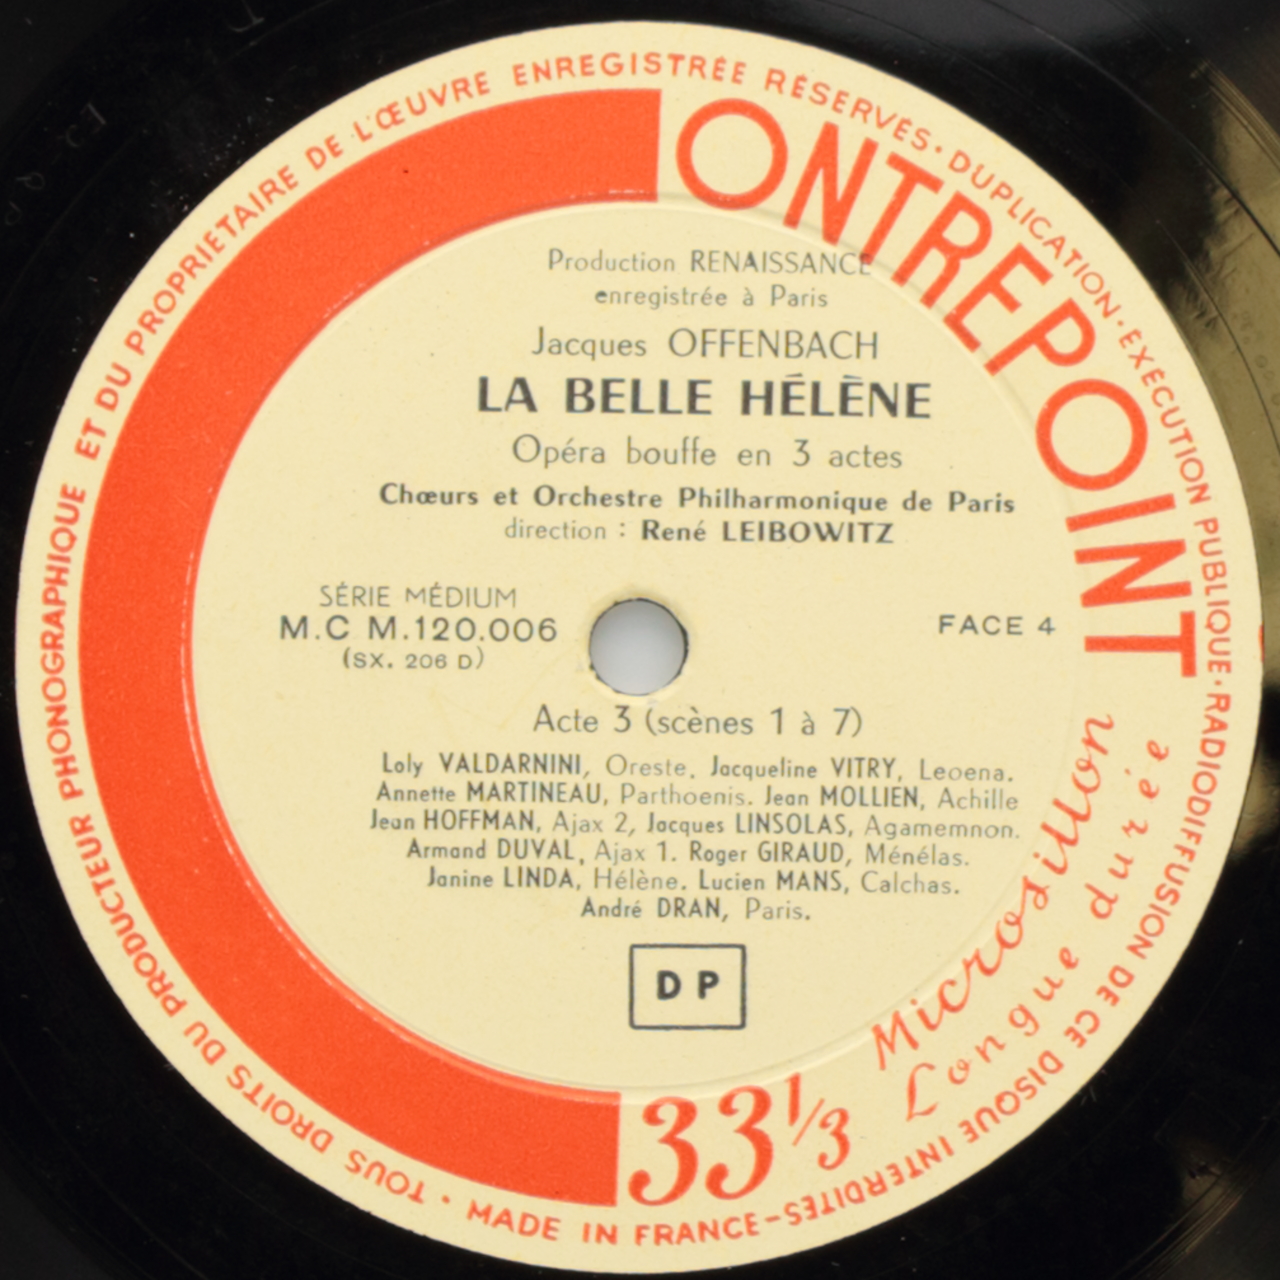 TOUS DROITS DU PRODUCTEUR PHONOGRAPHIQUE ET DU PROPRIETAIRE DE L'ŒUVRE ENREGISTRÉE RÉSERVÉS · DUPLICATION · EXÉCUTION PUBLIQUE · RADIODIFFUSION DE CE DISQUE INTERDITES – MADE IN FRANCE ·
ONTREPOINT
Production RENAISSANCE
enregistrée à Paris
Jacques OFFENBACH
LA BELLE HÉLÈNE
Opéra bouffe en 3 actes
Chœurs et Orchestre Philharmonique de Paris
direction : René LEIBOWITZ
SÉRIE MÉDIUM
M.C M.120.006
(SX. 206 D)
FACE 4
Acte 3 (scènes 1 à 7)
Loly VALDARNINI, Oreste. Jacqueline VITRY, Leoena.
Annette MARTINEAU, Parthoenis. Jean MOLLIEN, Achille
Jean HOFFMAN, Ajax 2, Jacques LINSOLAS, Agamemnon.
Armand DUVAL, Ajax 1. Roger GIRAUD, Ménélas.
Janine LINDA, Hélène. Lucien MANS, Calchas.
André DRAN, Paris.
D P
33 1/3
Microsillon
Longue durée